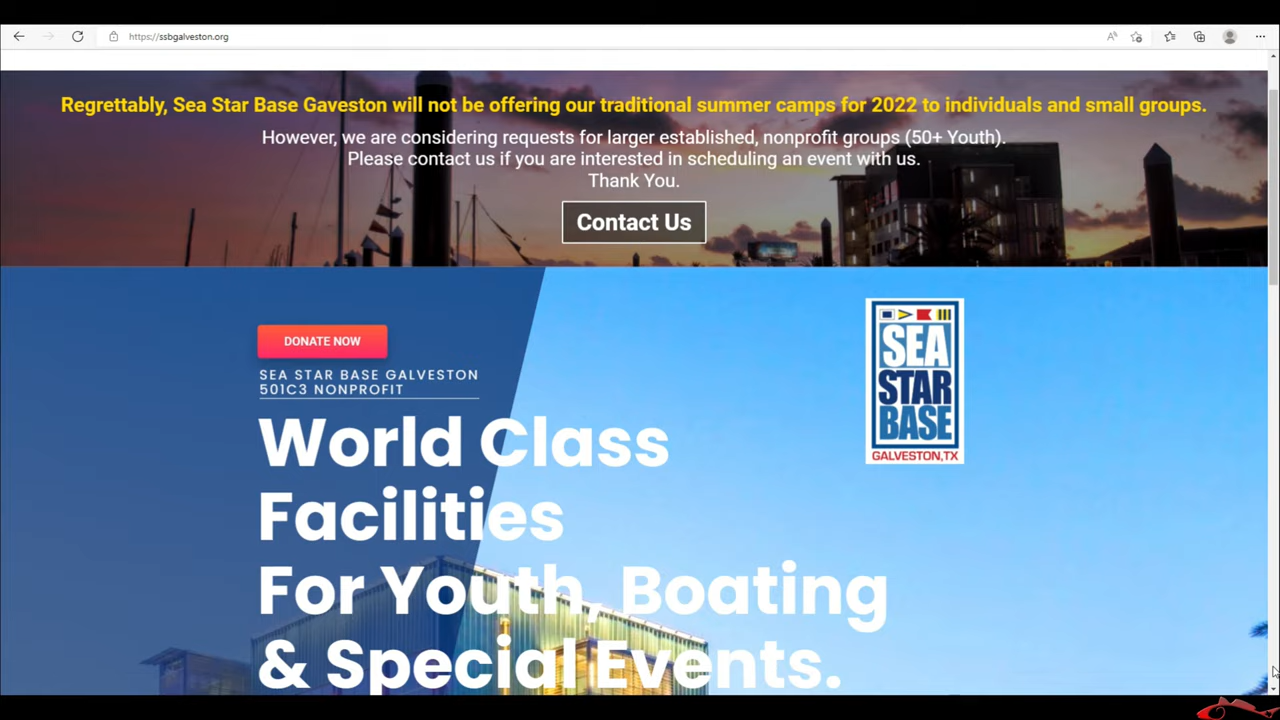 https://ssbgalveston.org
Regrettably, Sea Star Base Gaveston will not be offering our traditional summer camps for 2022 to individuals and small groups.
However, we are considering requests for larger established, nonprofit groups (50+ Youth).
Please contact us if you are interested in scheduling an event with us.
Thank You.
Contact Us
DONATE NOW
SEA STAR BASE GALVESTON
501C3 NONPROFIT
SEA
STAR
BASE
GALVESTON,TX
World Class
Facilities
For Youth, Boating
& Special Events.